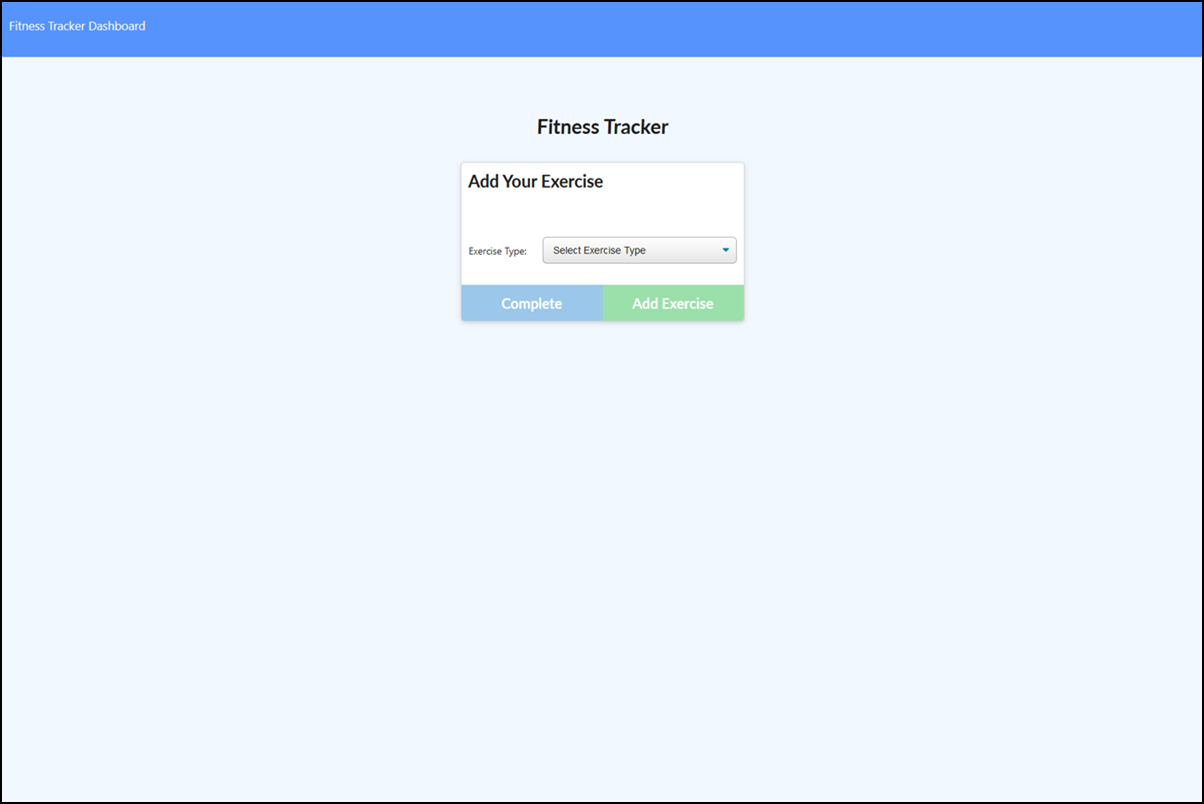 Fitness Tracker Dashboard
Fitness Tracker
Add Your Exercise
Exercise Type: Select Exercise Type
Complete Add Exercise